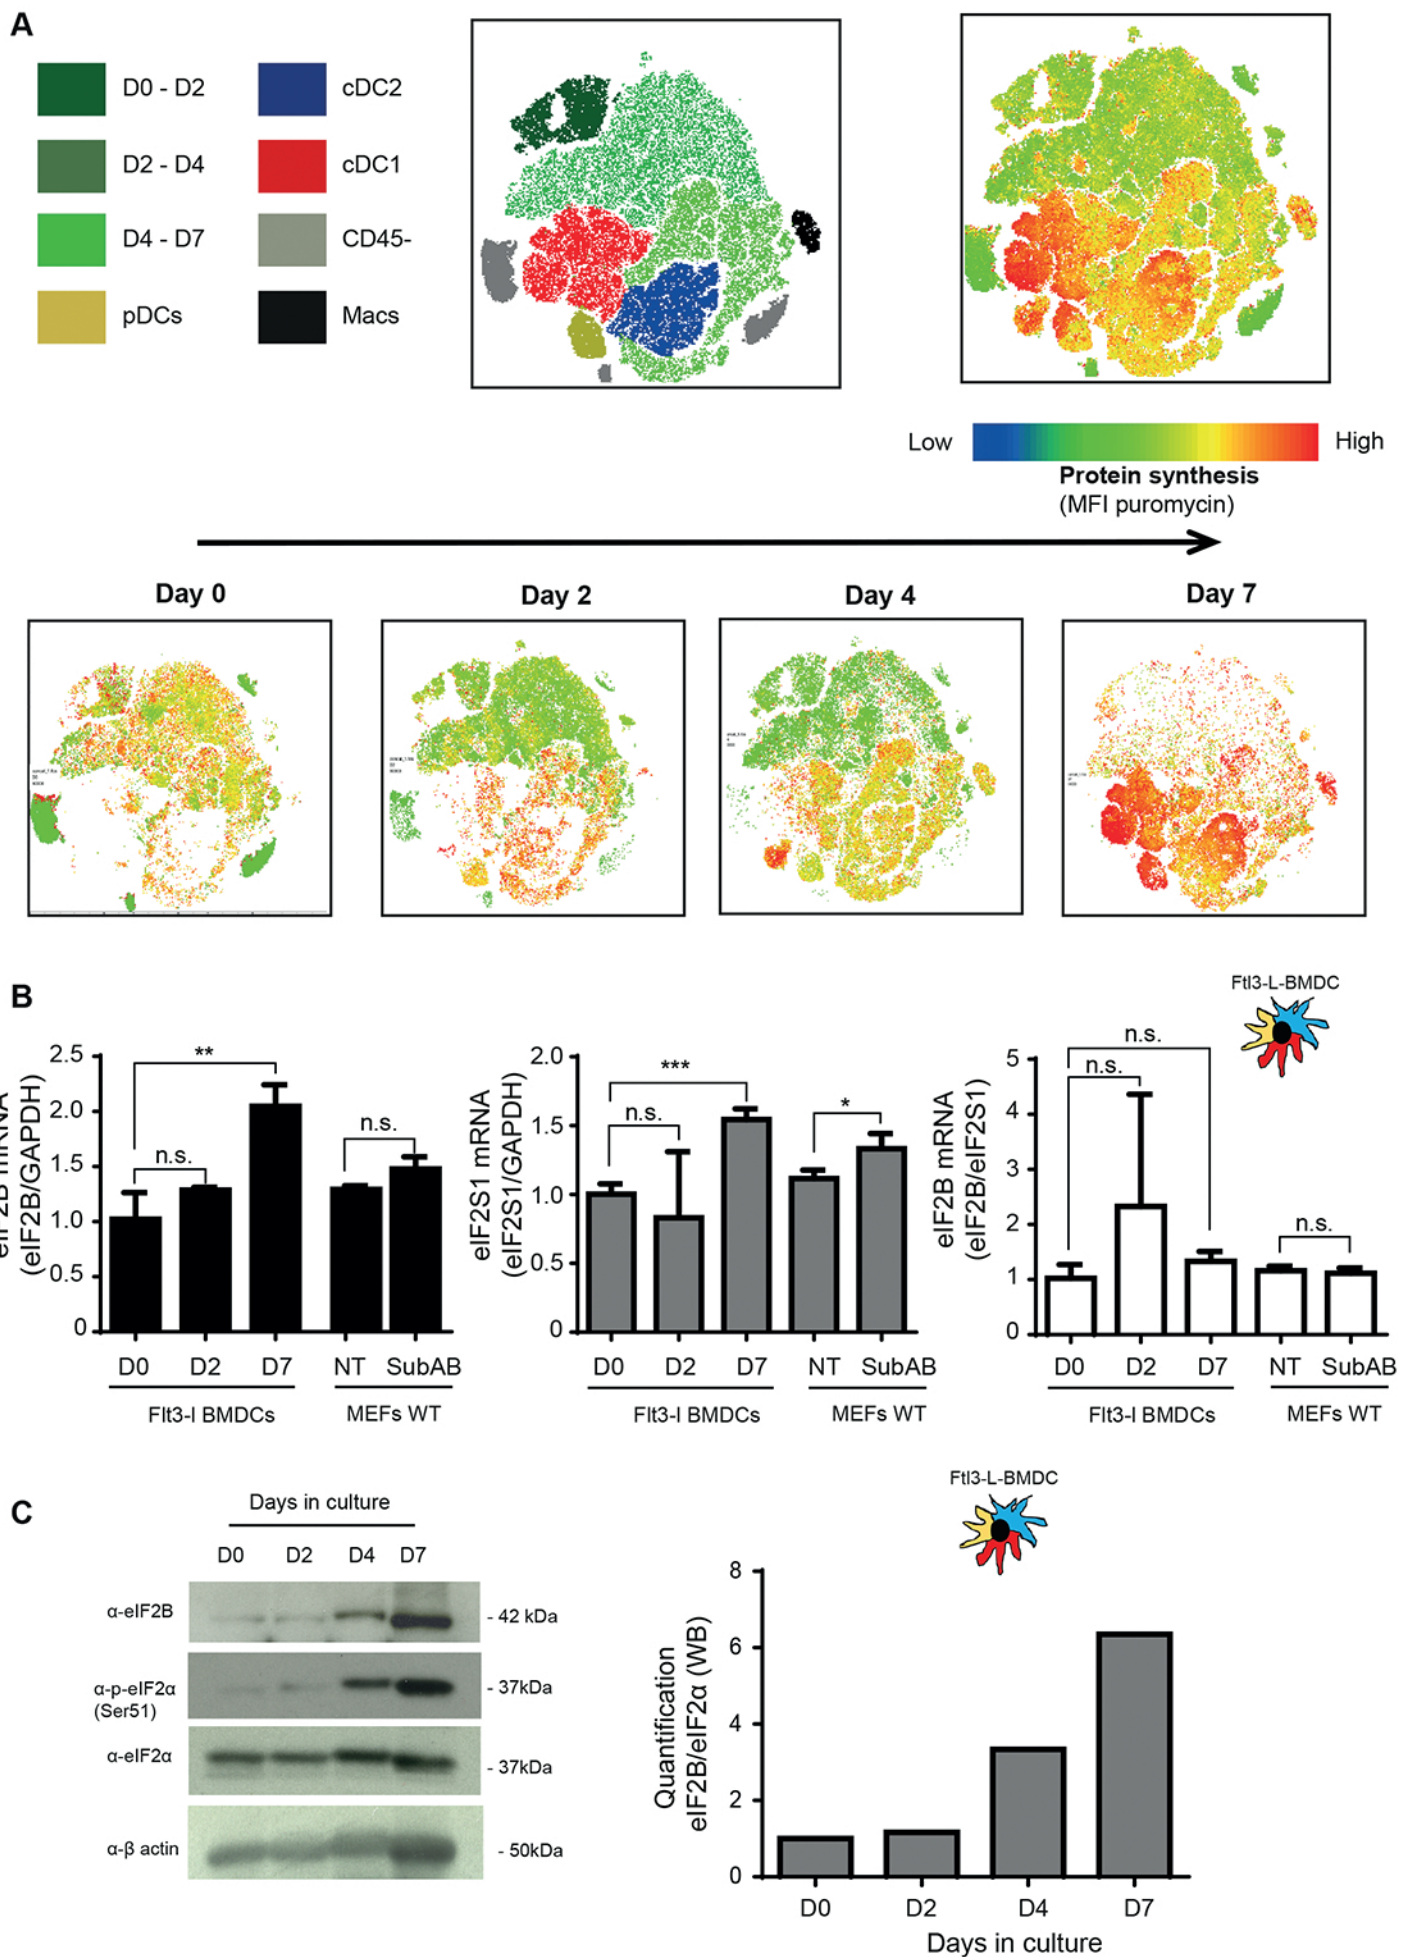 A
D0 - D2
cDC2
D2 - D4
cDC1
D4 - D7
CD45-
pDCs
Macs
Low
High
Protein synthesis
(MFI puromycin)
Day 0
Day 2
Day 4
Day 7
B
Ftl3-L-BMDC
(eIF2B/GAPDH)
2.5
2.0
1.5
1.0
0.5
0
**
n.s.
n.s.
D0
D2
D7
NT
SubAB
Flt3-l BMDCs
MEFs WT
eIF2S1 mRNA
(eIF2S1/GAPDH)
2.0
1.5
1.0
0.5
0
***
n.s.
*
D0
D2
D7
NT
SubAB
Flt3-l BMDCs
MEFs WT
eIF2B mRNA
(eIF2B/eIF2S1)
5
4
3
2
1
0
n.s.
n.s.
n.s.
D0
D2
D7
NT
SubAB
Flt3-l BMDCs
MEFs WT
C
Days in culture
D0
D2
D4
D7
α-eIF2B
- 42 kDa
α-p-eIF2α
(Ser51)
- 37kDa
α-eIF2α
- 37kDa
α-β actin
- 50kDa
Ftl3-L-BMDC
Quantification
eIF2B/eIF2α (WB)
8
6
4
2
0
D0
D2
D4
D7
Days in culture